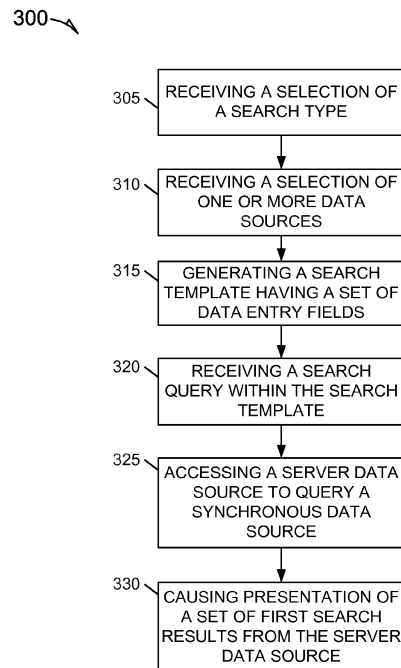 300
305
RECEIVING A SELECTION OF
A SEARCH TYPE
310
RECEIVING A SELECTION OF
ONE OR MORE DATA
SOURCES
315
GENERATING A SEARCH
TEMPLATE HAVING A SET OF
DATA ENTRY FIELDS
320
RECEIVING A SEARCH
QUERY WITHIN THE SEARCH
TEMPLATE
325
ACCESSING A SERVER DATA
SOURCE TO QUERY A
SYNCHRONOUS DATA
SOURCE
330
CAUSING PRESENTATION OF
A SET OF FIRST SEARCH
RESULTS FROM THE SERVER
DATA SOURCE